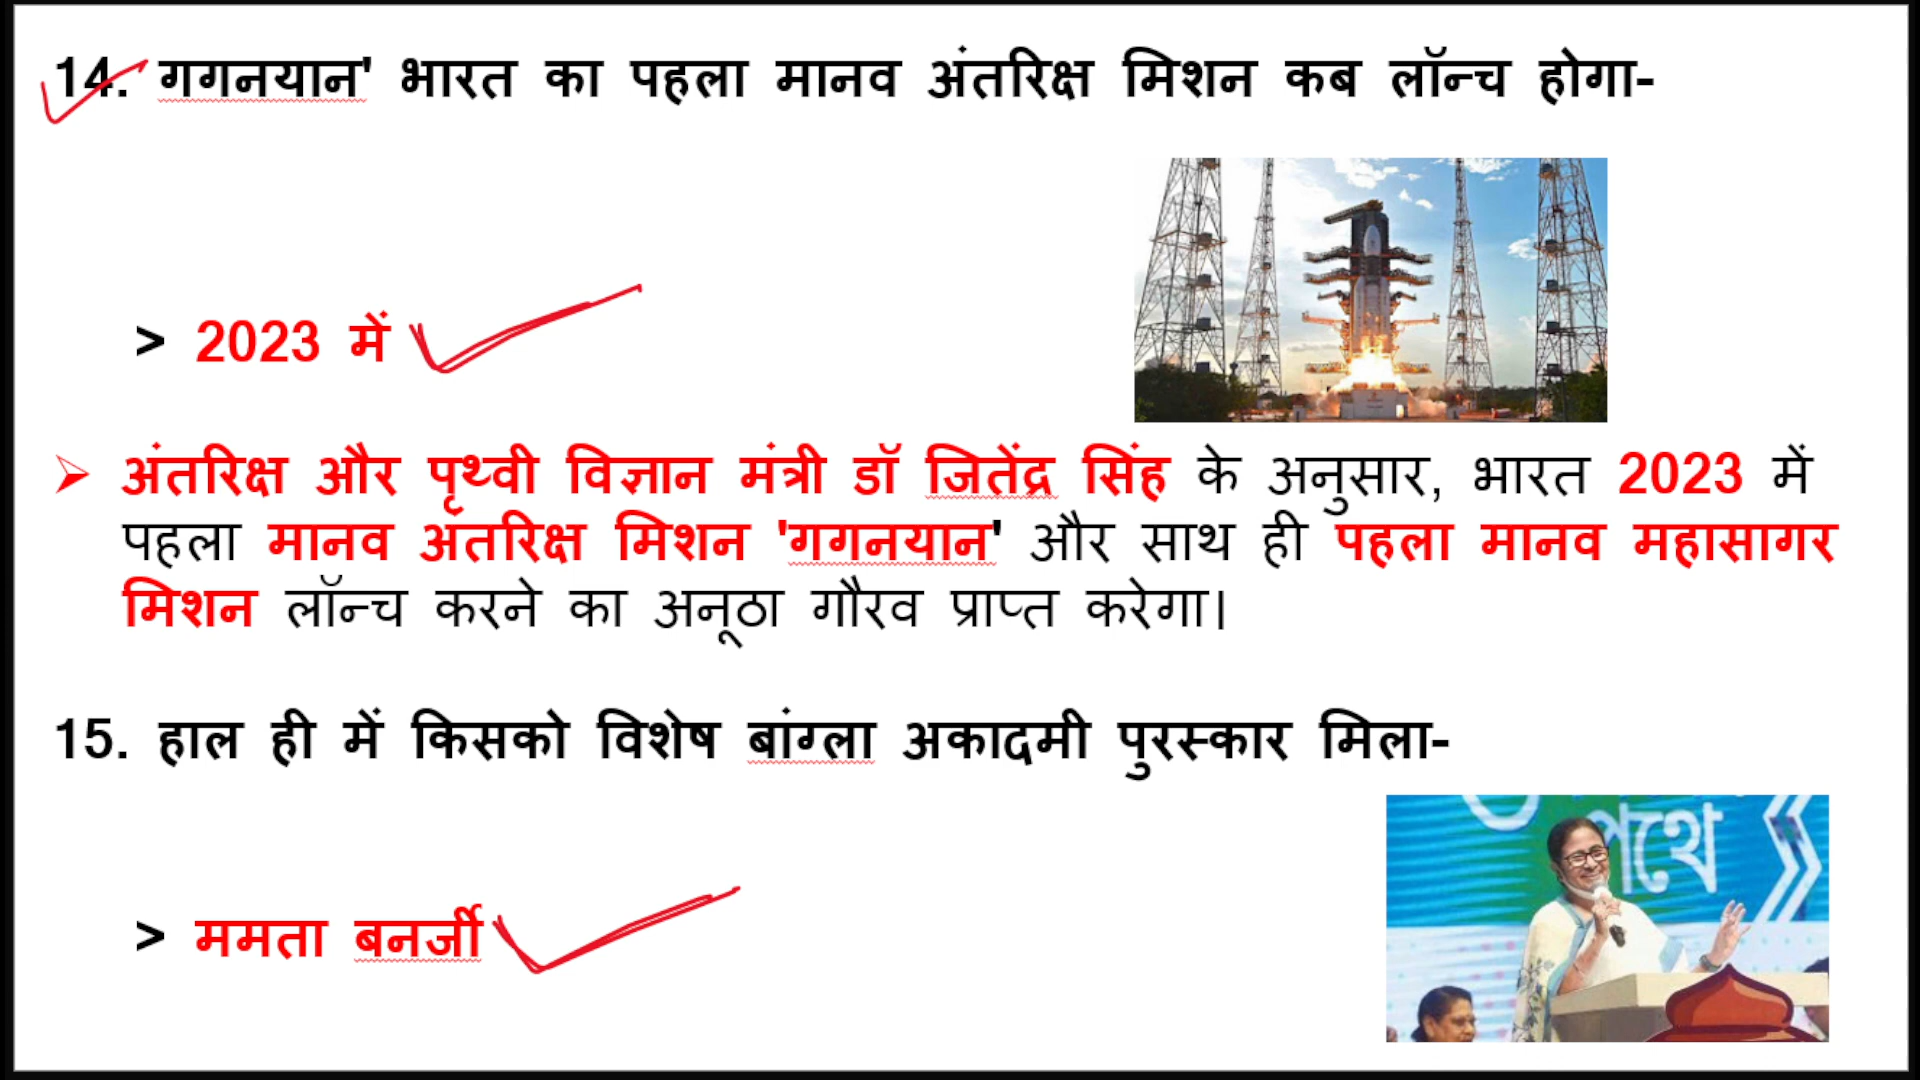 14. गगनयान' भारत का पहला मानव अंतरिक्ष मिशन कब लॉन्च होगा-
> 2023 में
➢ अंतरिक्ष और पृथ्वी विज्ञान मंत्री डॉ जितेंद्र सिंह के अनुसार, भारत 2023 में
पहला मानव अंतरिक्ष मिशन 'गगनयान' और साथ ही पहला मानव महासागर
मिशन लॉन्च करने का अनूठा गौरव प्राप्त करेगा।
15. हाल ही में किसको विशेष बांग्ला अकादमी पुरस्कार मिला-
পথে
> ममता बनर्जी